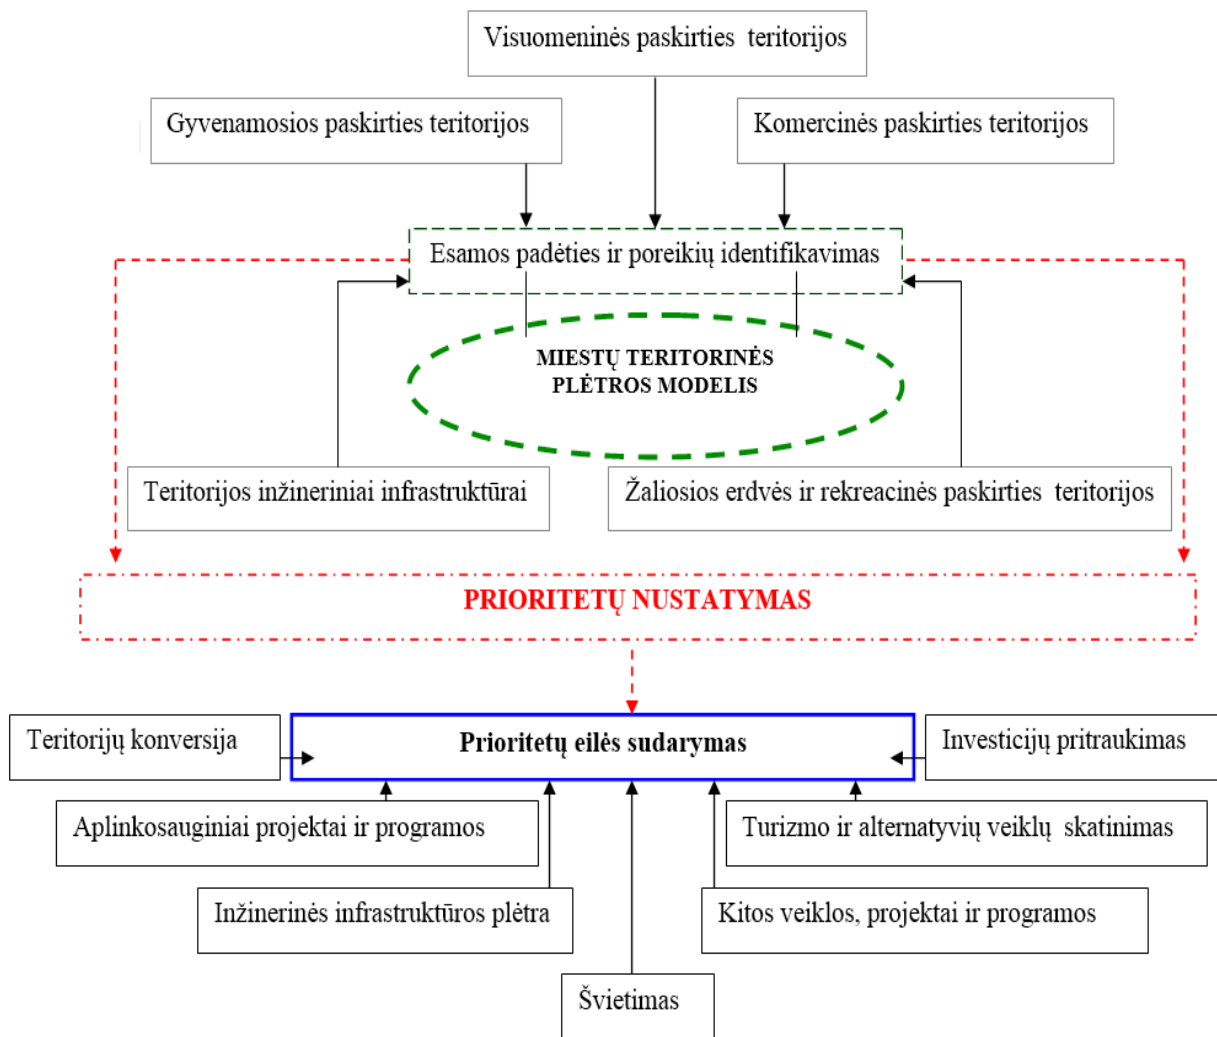 Visuomeninės paskirties teritorijos
Gyvenamosios paskirties teritorijos
Komercinės paskirties teritorijos
Esamos padėties ir poreikių identifikavimas
MIESTŲ TERITORINĖS
PLĖTROS MODELIS
Teritorijos inžineriniai infrastruktūrai
Žaliosios erdvės ir rekreacinės paskirties teritorijos
PRIORITETŲ NUSTATYMAS
Teritorijų konversija
Prioritetų eilės sudarymas
Investicijų pritraukimas
Aplinkosauginiai projektai ir programos
Turizmo ir alternatyvių veiklų skatinimas
Inžinerinės infrastruktūros plėtra
Kitos veiklos, projektai ir programos
Švietimas